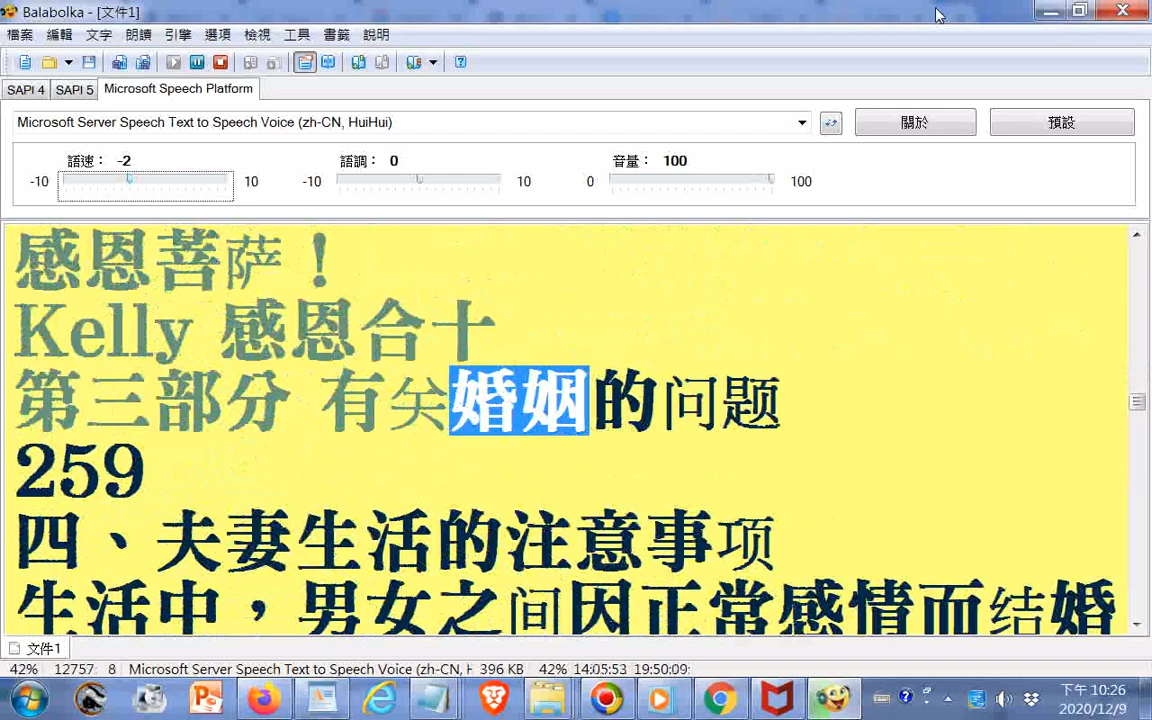 Balabolka - [文件1]
檔案 編輯 文字 朗讀 引擎 選項 檢視 工具 書籤 說明
SAPI 4 SAPI 5 Microsoft Speech Platform
Microsoft Server Speech Text to Speech Voice (zh-CN, HuiHui) 關於 預設
語速： -2 語調： 0 音量： 100
-10 10 -10 10 0 100
感恩菩萨！
Kelly 感恩合十
第三部分 有关婚姻的问题
259
四、夫妻生活的注意事项
生活中，男女之间因正常感情而结婚
文件1
42% 12757: 8 Microsoft Server Speech Text to Speech Voice (zh-CN, H 396 KB 42% 14:05:53 19:50:09:
下午 10:26
2020/12/9